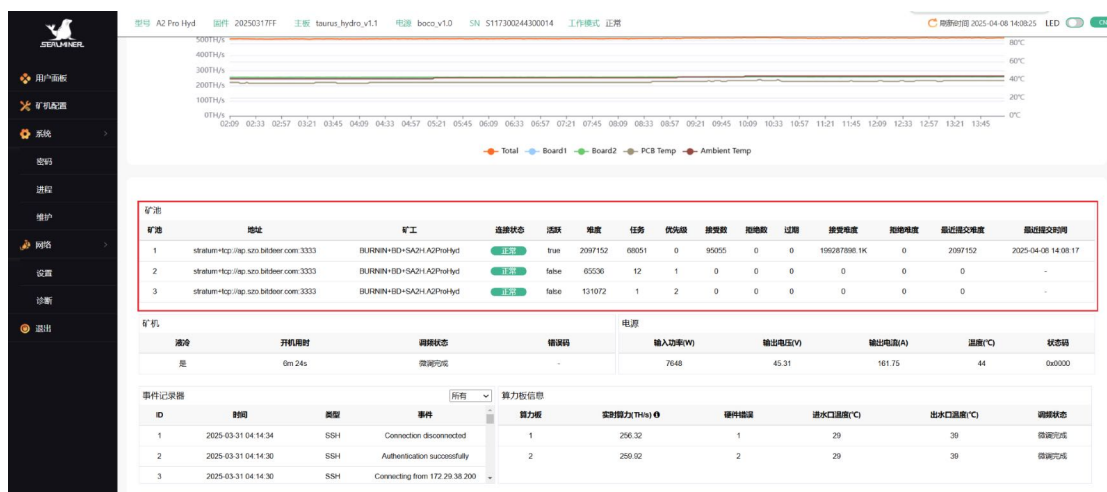 型号 A2 Pro Hyd 固件 20250317FF 主板 taurus_hydro_v1.1 电源 boco_v1.0 SN S117300244300014 工作模式 正常 刷新时间 2025-04-08 14:08:25 LED
SEALMINER.
用户面板
矿机配置
系统
密码
进程
维护
网络
设置
诊断
退出
500TH/s 80°C
400TH/s
300TH/s 60°C
200TH/s 40°C
100TH/s 20°C
0TH/s 0°C
02:09 02:33 02:57 03:21 03:45 04:09 04:33 04:57 05:21 05:45 06:09 06:33 06:57 07:21 07:45 08:09 08:33 08:57 09:21 09:45 10:09 10:33 10:57 11:21 11:45 12:09 12:33 12:57 13:21 13:45
Total Board1 Board2 PCB Temp Ambient Temp
矿池
矿池 地址 矿工 连接状态 活跃 难度 任务 优先级 接受数 拒绝数 过期 接受难度 拒绝难度 最近提交难度 最近提交时间
1 stratum+tcp://ap.szo.bitdeer.com:3333 BURNIN+BD+SA2H.A2ProHyd 正常 true 2097152 68051 0 95055 0 0 199287898.1K 0 2097152 2025-04-08 14:08:17
2 stratum+tcp://ap.szo.bitdeer.com:3333 BURNIN+BD+SA2H.A2ProHyd 正常 false 65536 12 1 0 0 0 0 0 0 -
3 stratum+tcp://ap.szo.bitdeer.com:3333 BURNIN+BD+SA2H.A2ProHyd 正常 false 131072 1 2 0 0 0 0 0 0 -
矿机
液冷 开机用时 调频状态 错误码
是 6m 24s 微调完成 -
电源
输入功率(W) 输出电压(V) 输出电流(A) 温度(°C) 状态码
7648 45.31 161.75 44 0x0000
事件记录器 所有
ID 时间 类型 事件
1 2025-03-31 04:14:34 SSH Connection disconnected
2 2025-03-31 04:14:30 SSH Authentication successfully
3 2025-03-31 04:14:30 SSH Connecting from 172.29.38.200
算力板信息
算力板 实时算力(TH/s) 硬件错误 进水口温度(°C) 出水口温度(°C) 调频状态
1 256.32 1 29 39 微调完成
2 259.92 2 29 39 微调完成